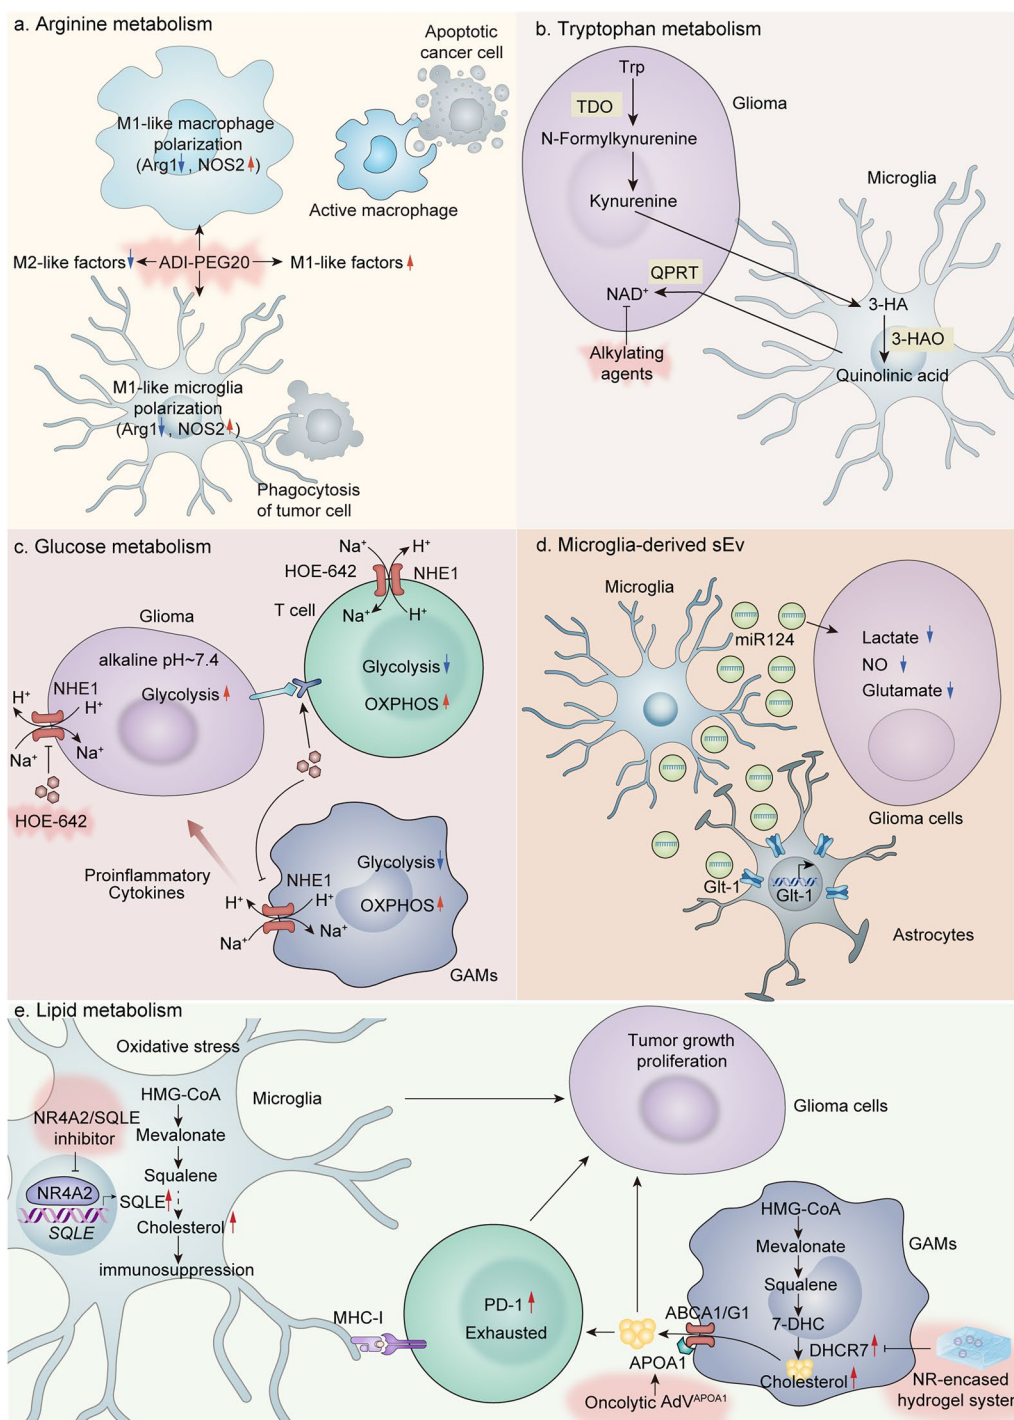 a. Arginine metabolism
Apoptotic
cancer cell
M1-like macrophage
polarization
(Arg1, NOS2)
Active macrophage
M2-like factors
ADI-PEG20
M1-like factors
M1-like microglia
polarization
(Arg1, NOS2)
Phagocytosis
of tumor cell
b. Tryptophan metabolism
Trp
TDO
Glioma
N-Formylkynurenine
Microglia
Kynurenine
QPRT
NAD⁺
3-HA
3-HAO
Alkylating
agents
Quinolinic acid
c. Glucose metabolism
Na⁺
H⁺
HOE-642
NHE1
T cell
Na⁺
H⁺
Glioma
alkaline pH~7.4
Glycolysis
Glycolysis
OXPHOS
NHE1
H⁺
H⁺
Na⁺
Na⁺
HOE-642
Proinflammatory
Cytokines
Glycolysis
NHE1
OXPHOS
H⁺
H⁺
Na⁺
Na⁺
GAMs
d. Microglia-derived sEv
Microglia
miR124
Lactate
NO
Glutamate
Glioma cells
Glt-1
Glt-1
Astrocytes
e. Lipid metabolism
Oxidative stress
HMG-CoA
Microglia
NR4A2/SQLE
inhibitor
Mevalonate
Squalene
NR4A2
SQLE
SQLE
Cholesterol
immunosuppression
MHC-I
PD-1
Exhausted
Tumor growth
proliferation
Glioma cells
HMG-CoA
GAMs
Mevalonate
Squalene
ABCA1/G1
7-DHC
DHCR7
APOA1
Cholesterol
Oncolytic AdVᴬᴾᴼᴬ¹
NR-encased
hydrogel system